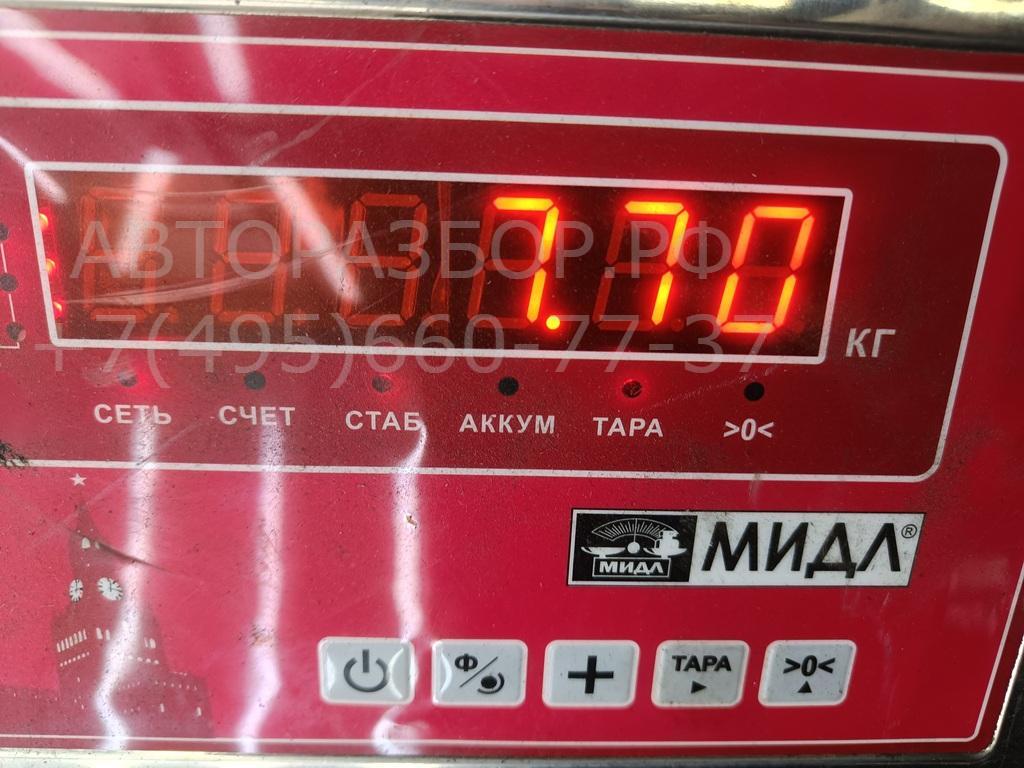 7.70
КГ
АВТОРАЗБОР.РФ
+7(495)660-77-37
СЕТЬ СЧЕТ СТАБ АККУМ ТАРА >0<
МИДЛ МИДЛ®
Ф ТАРА >0<